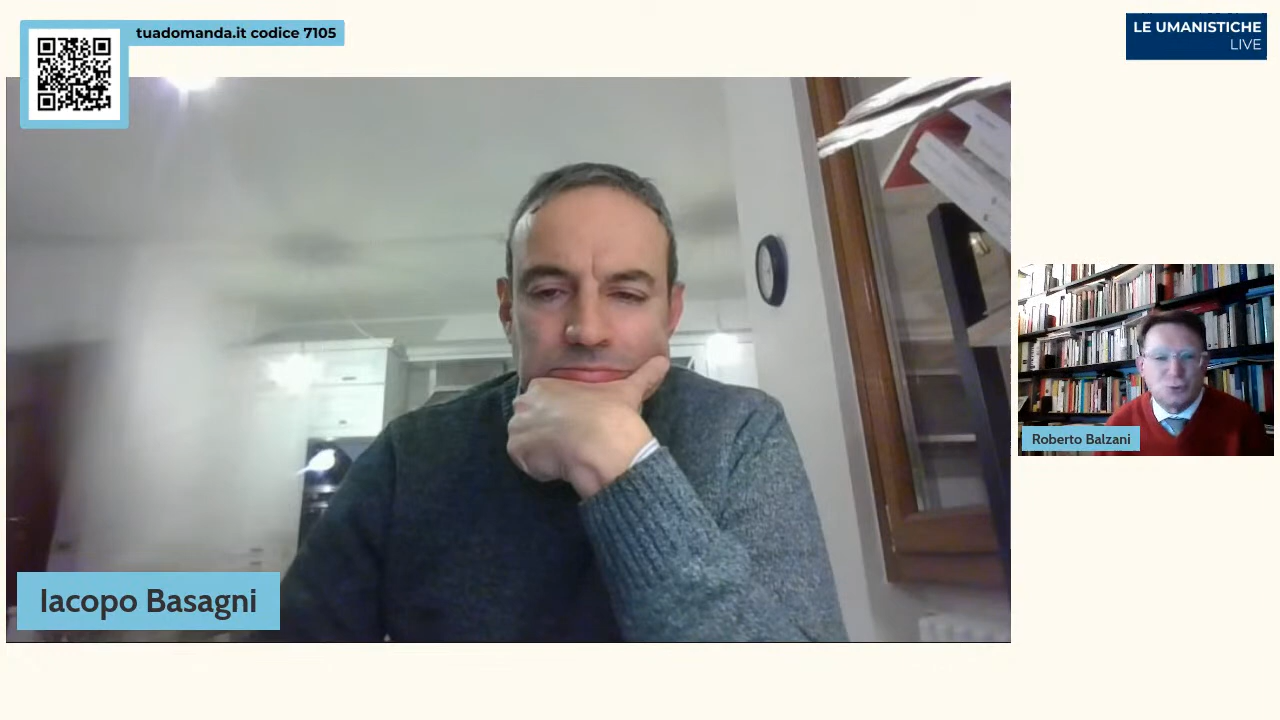 tuadomanda.it codice 7105
LE UMANISTICHE
LIVE
Roberto Balzani
Iacopo Basagni